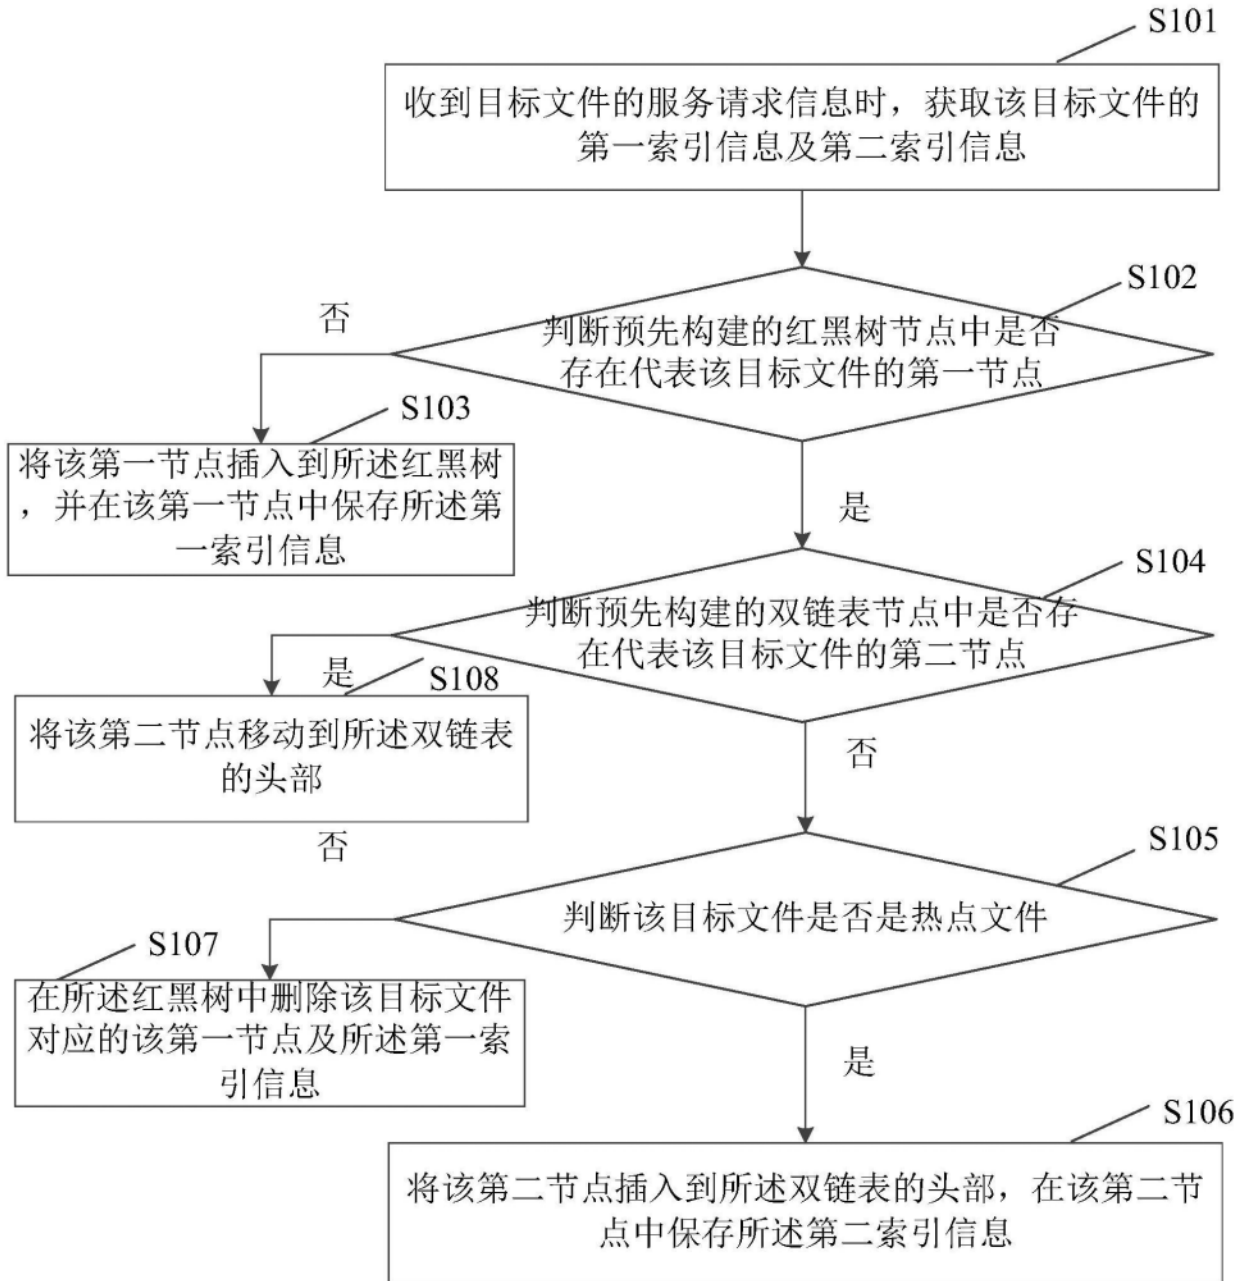 S101
收到目标文件的服务请求信息时，获取该目标文件的
第一索引信息及第二索引信息
S102
否
判断预先构建的红黑树节点中是否
存在代表该目标文件的第一节点
S103
将该第一节点插入到所述红黑树
，并在该第一节点中保存所述第
一索引信息
是
S104
判断预先构建的双链表节点中是否存
在代表该目标文件的第二节点
是
S108
将该第二节点移动到所述双链表
的头部
否
否
S105
判断该目标文件是否是热点文件
S107
在所述红黑树中删除该目标文件
对应的该第一节点及所述第一索
引信息
是
S106
将该第二节点插入到所述双链表的头部，在该第二节
点中保存所述第二索引信息